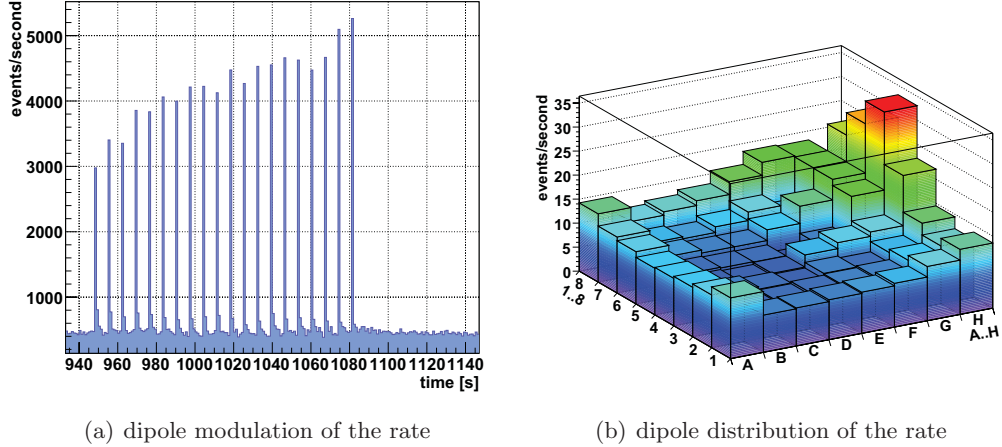 events/second
5000
4000
3000
2000
1000
940 960 980 1000 1020 1040 1060 1080 1100 1120 1140
time [s]
(a) dipole modulation of the rate
events/second
35
30
25
20
15
10
5
0
8
7
6
5
4
3
2
1
1..8
A
B
C
D
E
F
G
H
A..H
(b) dipole distribution of the rate